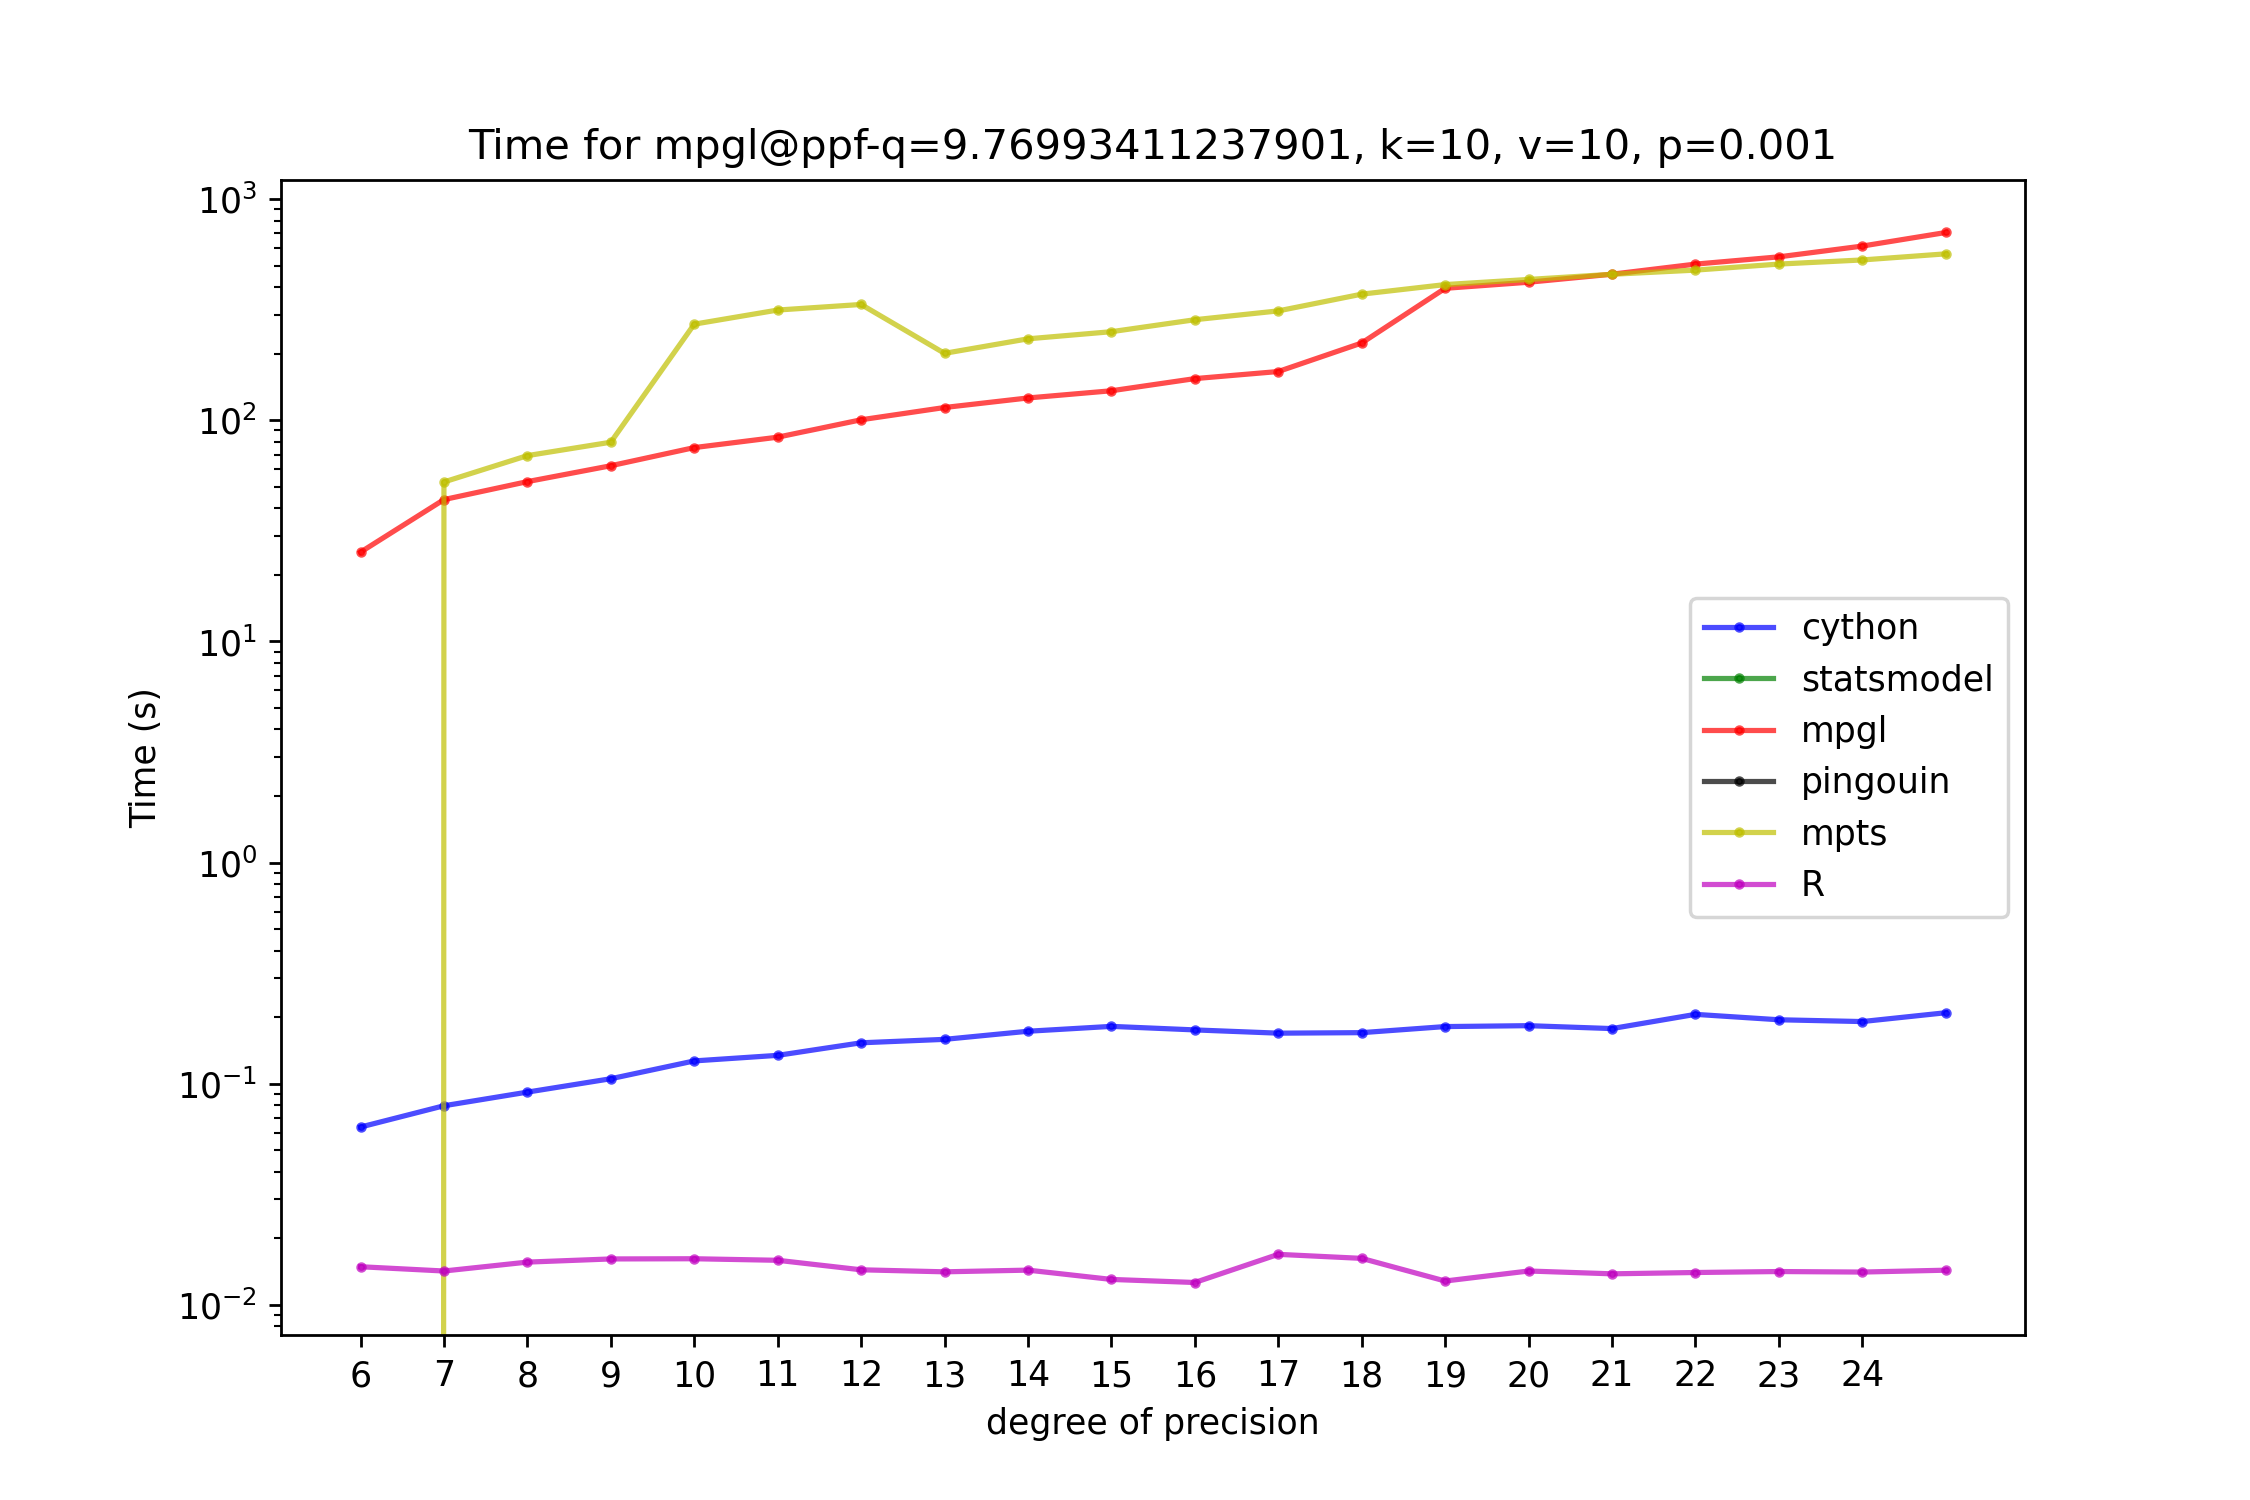 Time for mpgl@ppf-q=9.76993411237901, k=10, v=10, p=0.001
10³
10²
10¹
10⁰
10⁻¹
10⁻²
Time (s)
cython
statsmodel
mpgl
pingouin
mpts
R
6 7 8 9 10 11 12 13 14 15 16 17 18 19 20 21 22 23 24
degree of precision